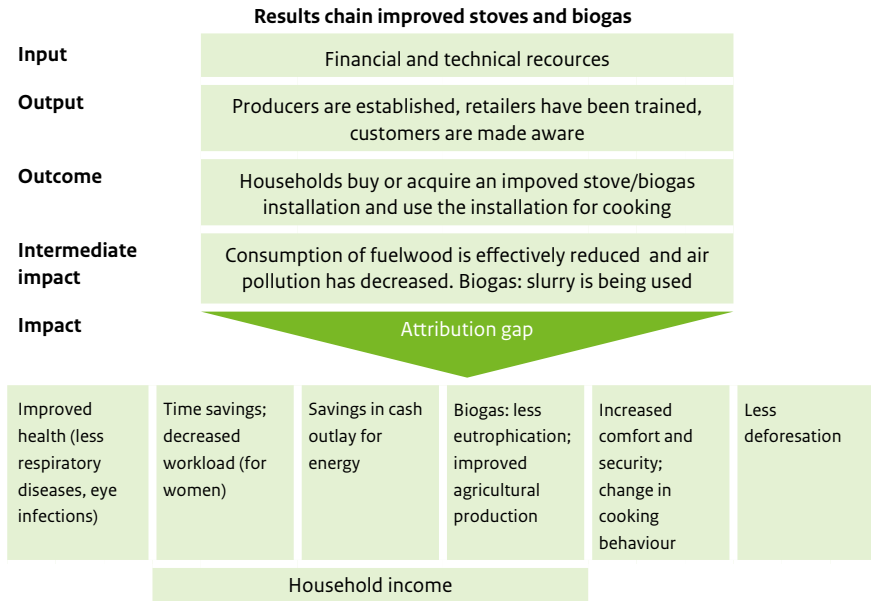 Results chain improved stoves and biogas
Input
Financial and technical recources
Output
Producers are established, retailers have been trained,
customers are made aware
Outcome
Households buy or acquire an impoved stove/biogas
installation and use the installation for cooking
Intermediate
impact
Consumption of fuelwood is effectively reduced and air
pollution has decreased. Biogas: slurry is being used
Impact
Attribution gap
Improved
health (less
respiratory
diseases, eye
infections)
Time savings;
decreased
workload (for
women)
Savings in cash
outlay for
energy
Biogas: less
eutrophication;
improved
agricultural
production
Increased
comfort and
security;
change in
cooking
behaviour
Less
deforesation
Household income